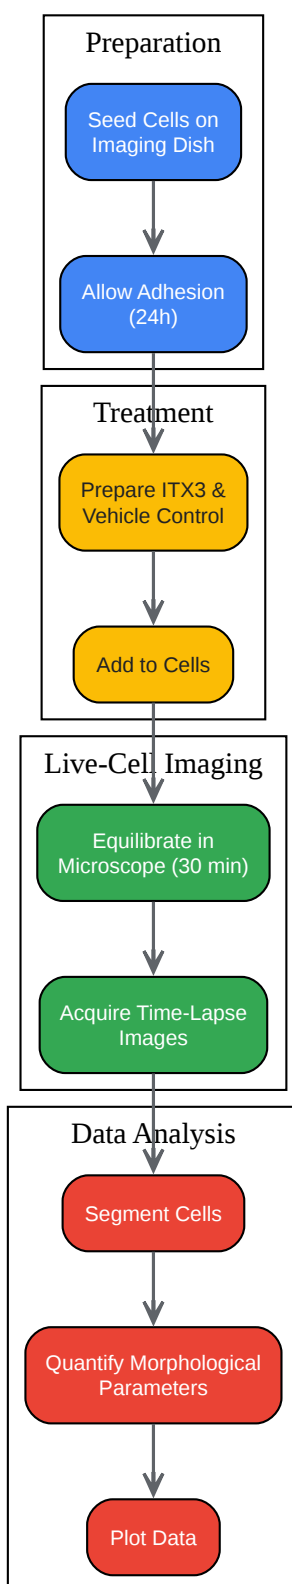 Preparation
Seed Cells on
Imaging Dish
Allow Adhesion
(24h)
Treatment
Prepare ITX3 &
Vehicle Control
Add to Cells
Live-Cell Imaging
Equilibrate in
Microscope (30 min)
Acquire Time-Lapse
Images
Data Analysis
Segment Cells
Quantify Morphological
Parameters
Plot Data